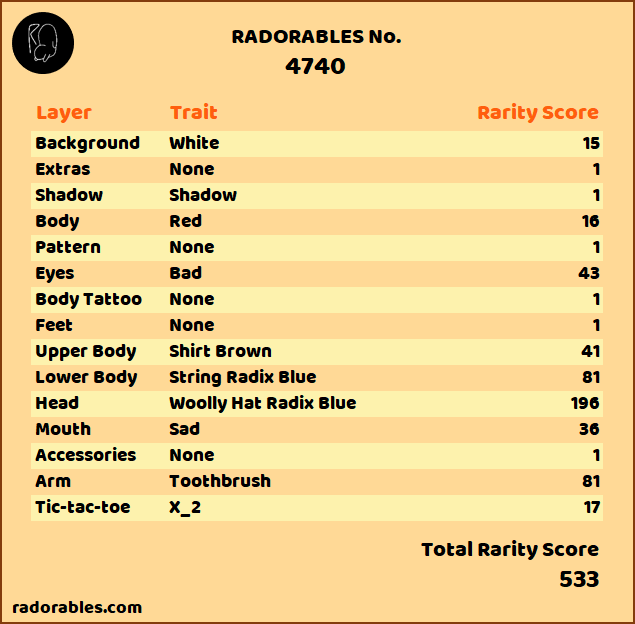 RADORABLES No.
4740
Layer Trait Rarity Score
Background White 15
Extras None 1
Shadow Shadow 1
Body Red 16
Pattern None 1
Eyes Bad 43
Body Tattoo None 1
Feet None 1
Upper Body Shirt Brown 41
Lower Body String Radix Blue 81
Head Woolly Hat Radix Blue 196
Mouth Sad 36
Accessories None 1
Arm Toothbrush 81
Tic-tac-toe X_2 17
Total Rarity Score
533
radorables.com